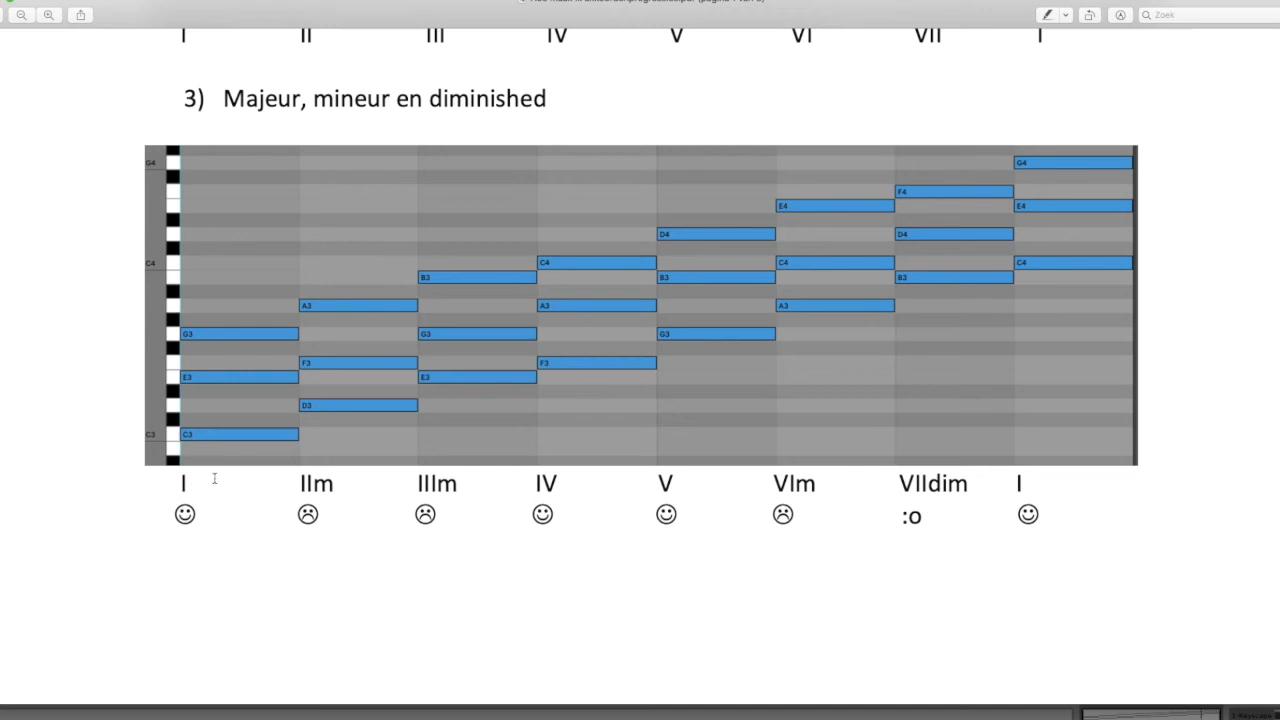 Zoek
I II III IV V VI VII I
3) Majeur, mineur en diminished
G4 G4
F4
E4 E4
D4 D4
C4 C4 C4 C4
B3 B3 B3
A3 A3 A3
G3 G3 G3
F3 F3
E3 E3
D3
C3 C3
I IIm IIIm IV V VIm VIIdim I
☺ ☹ ☹ ☺ ☺ ☹ :o ☺